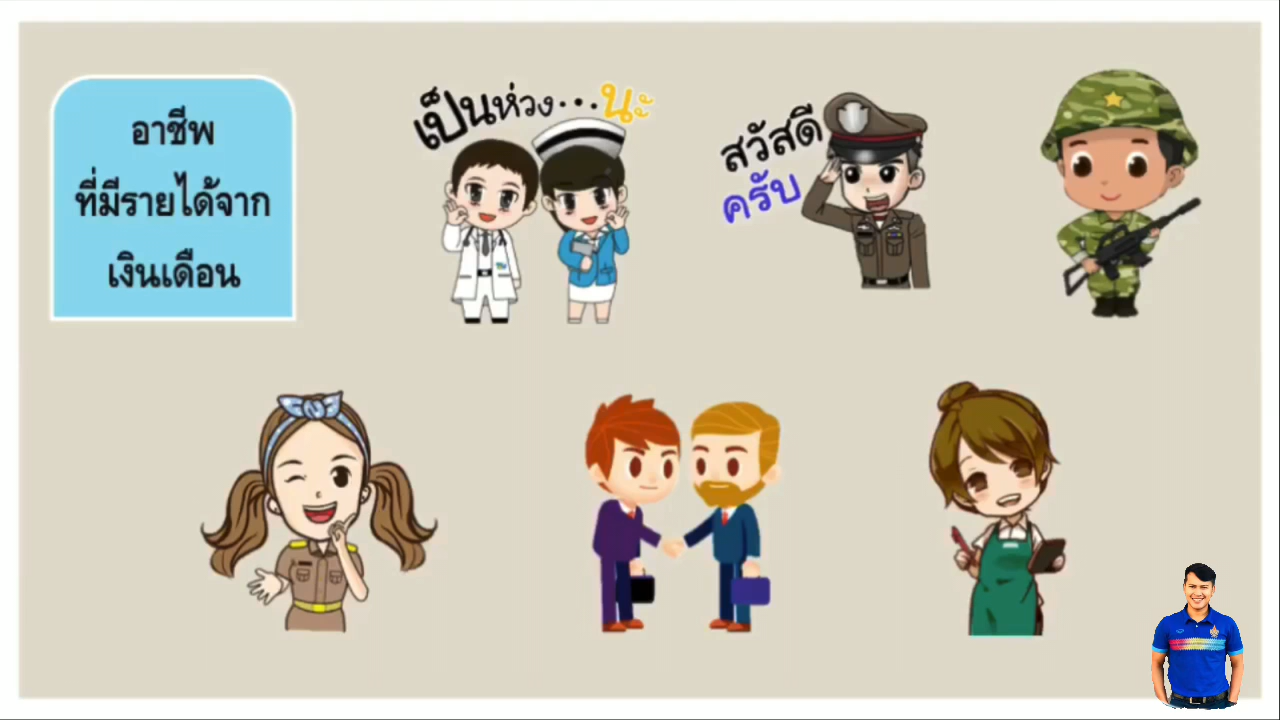 อาชีพ
ที่มีรายได้จาก
เงินเดือน
เป็นห่วง...นะ
สวัสดี
ครับ